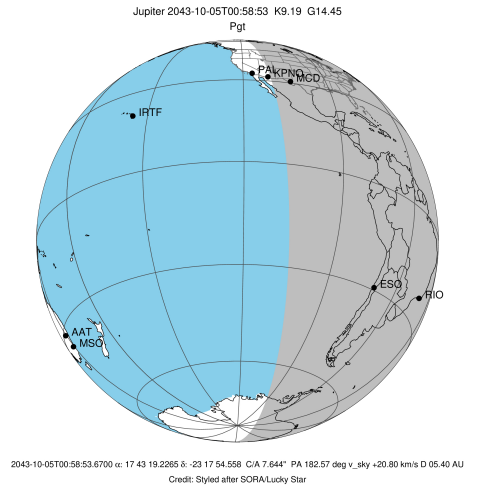 Jupiter 2043-10-05T00:58:53 K9.19 G14.45
Pgt
PAL KPNO MCD
IRTF
ESO
RIO
AAT
MSO
2043-10-05T00:58:53.6700 α: 17 43 19.2265 δ: -23 17 54.558 C/A 7.644" PA 182.57 deg v_sky +20.80 km/s D 05.40 AU
Credit: Styled after SORA/Lucky Star